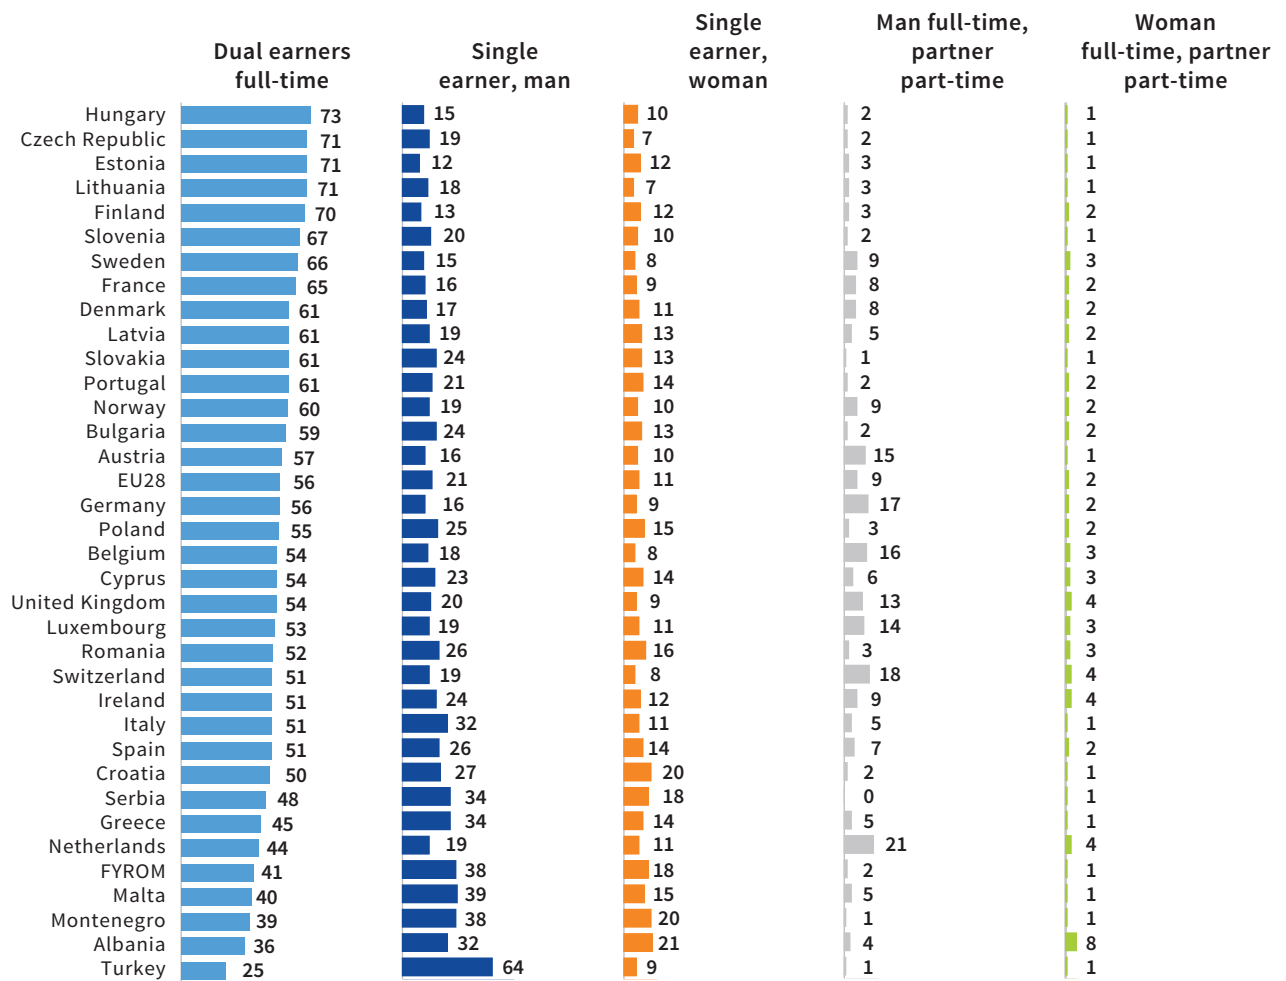 Dual earners
full-time
Single
earner, man
Single
earner,
woman
Man full-time,
partner
part-time
Woman
full-time, partner
part-time
Hungary 73 15 10 2 1
Czech Republic 71 19 7 2 1
Estonia 71 12 12 3 1
Lithuania 71 18 7 3 1
Finland 70 13 12 3 2
Slovenia 67 20 10 2 1
Sweden 66 15 8 9 3
France 65 16 9 8 2
Denmark 61 17 11 8 2
Latvia 61 19 13 5 2
Slovakia 61 24 13 1 1
Portugal 61 21 14 2 2
Norway 60 19 10 9 2
Bulgaria 59 24 13 2 2
Austria 57 16 10 15 1
EU28 56 21 11 9 2
Germany 56 16 9 17 2
Poland 55 25 15 3 2
Belgium 54 18 8 16 3
Cyprus 54 23 14 6 3
United Kingdom 54 20 9 13 4
Luxembourg 53 19 11 14 3
Romania 52 26 16 3 3
Switzerland 51 19 8 18 4
Ireland 51 24 12 9 4
Italy 51 32 11 5 1
Spain 51 26 14 7 2
Croatia 50 27 20 2 1
Serbia 48 34 18 0 1
Greece 45 34 14 5 1
Netherlands 44 19 11 21 4
FYROM 41 38 18 2 1
Malta 40 39 15 5 1
Montenegro 39 38 20 1 1
Albania 36 32 21 4 8
Turkey 25 64 9 1 1